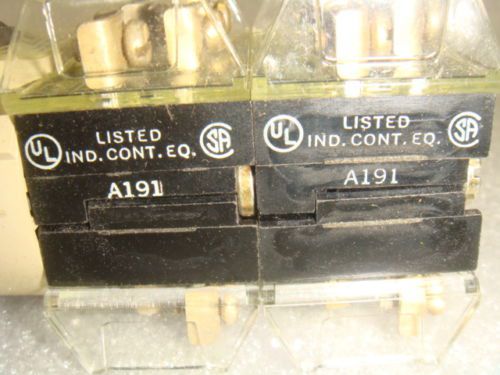 UL LISTED IND. CONT. EQ. SA
A191
UL LISTED IND. CONT. EQ. SA
A191